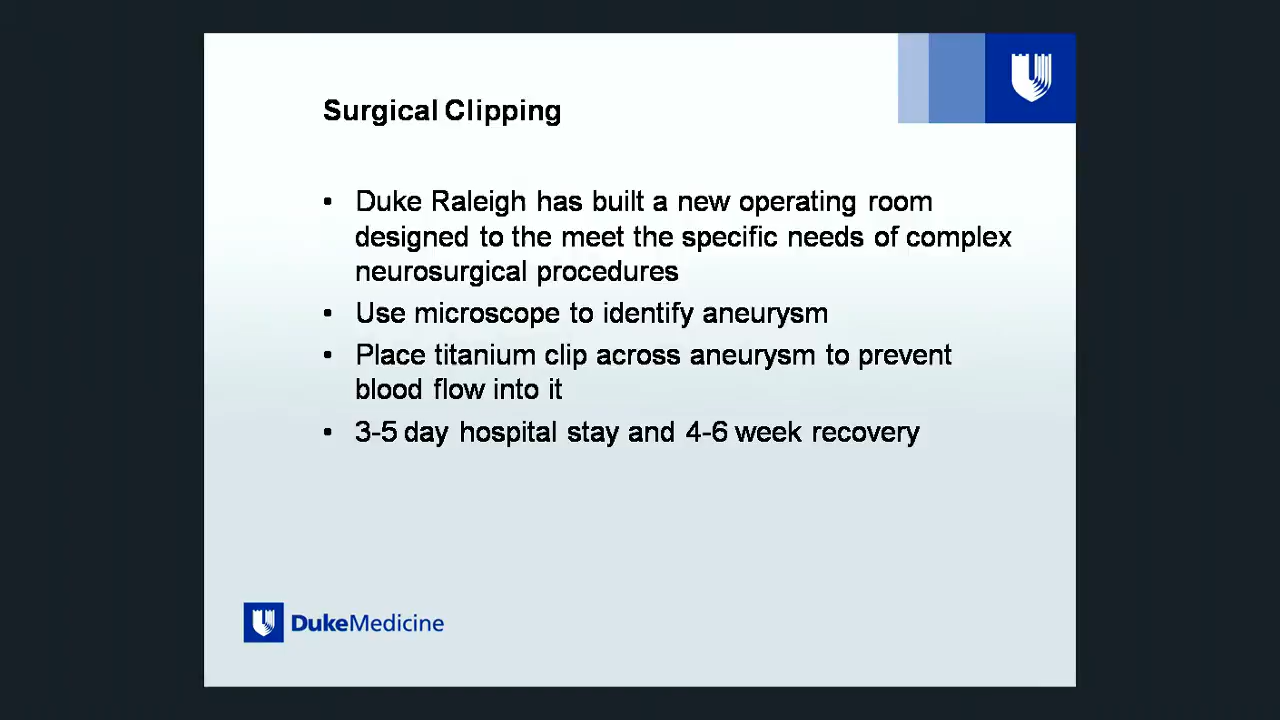 Surgical Clipping
• Duke Raleigh has built a new operating room
designed to the meet the specific needs of complex
neurosurgical procedures
• Use microscope to identify aneurysm
• Place titanium clip across aneurysm to prevent
blood flow into it
• 3-5 day hospital stay and 4-6 week recovery
DukeMedicine